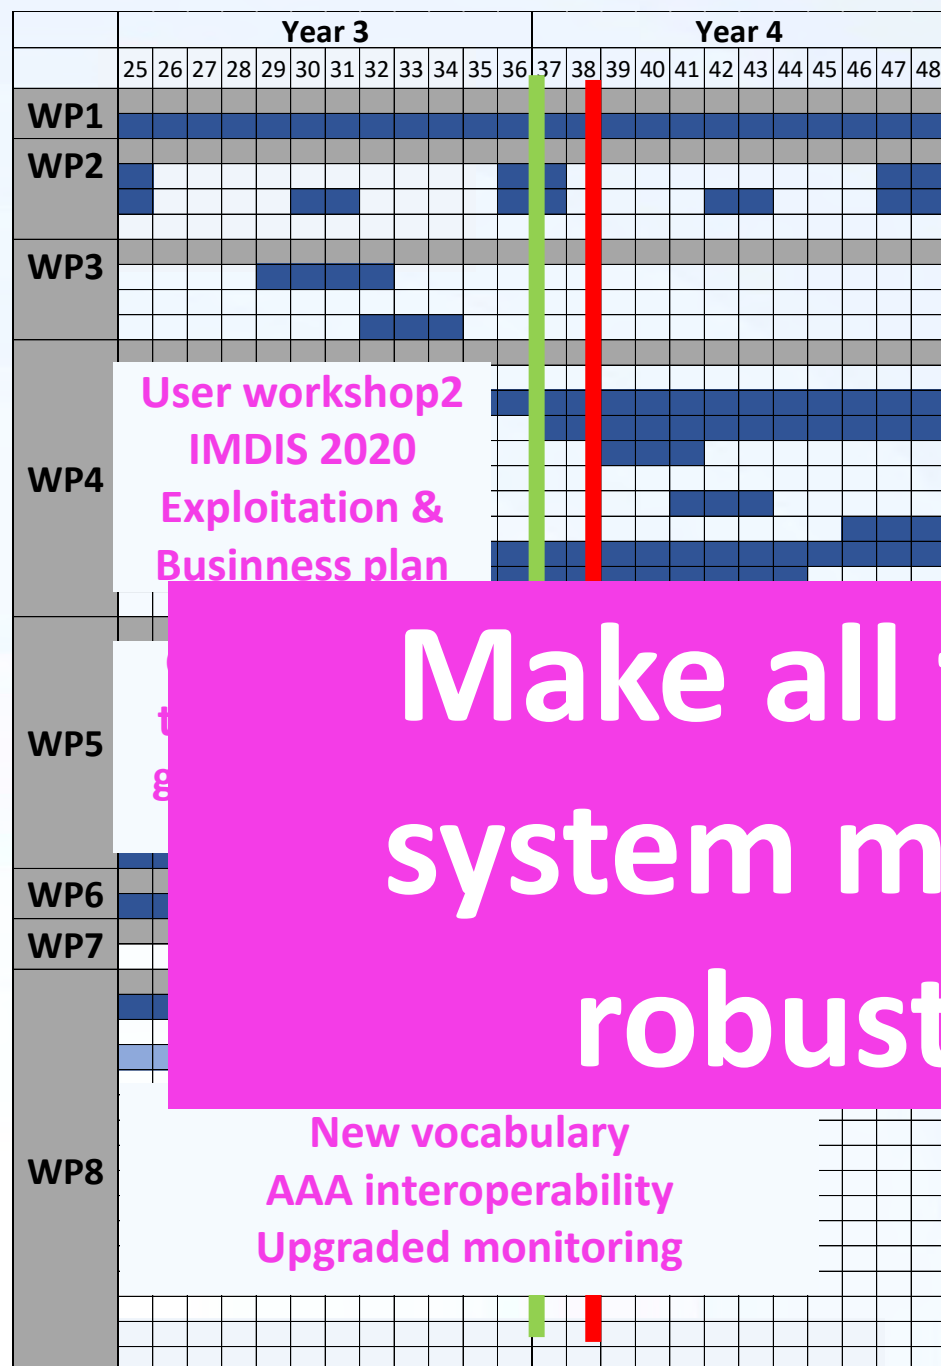 Year 3 Year 4
25 26 27 28 29 30 31 32 33 34 35 36 37 38 39 40 41 42 43 44 45 46 47 48
WP1
WP2
WP3
WP4
User workshop2
IMDIS 2020
Exploitation &
Businness plan
WP5
Make all
system
robust
WP6
WP7
WP8
New vocabulary
AAA interoperability
Upgraded monitoring